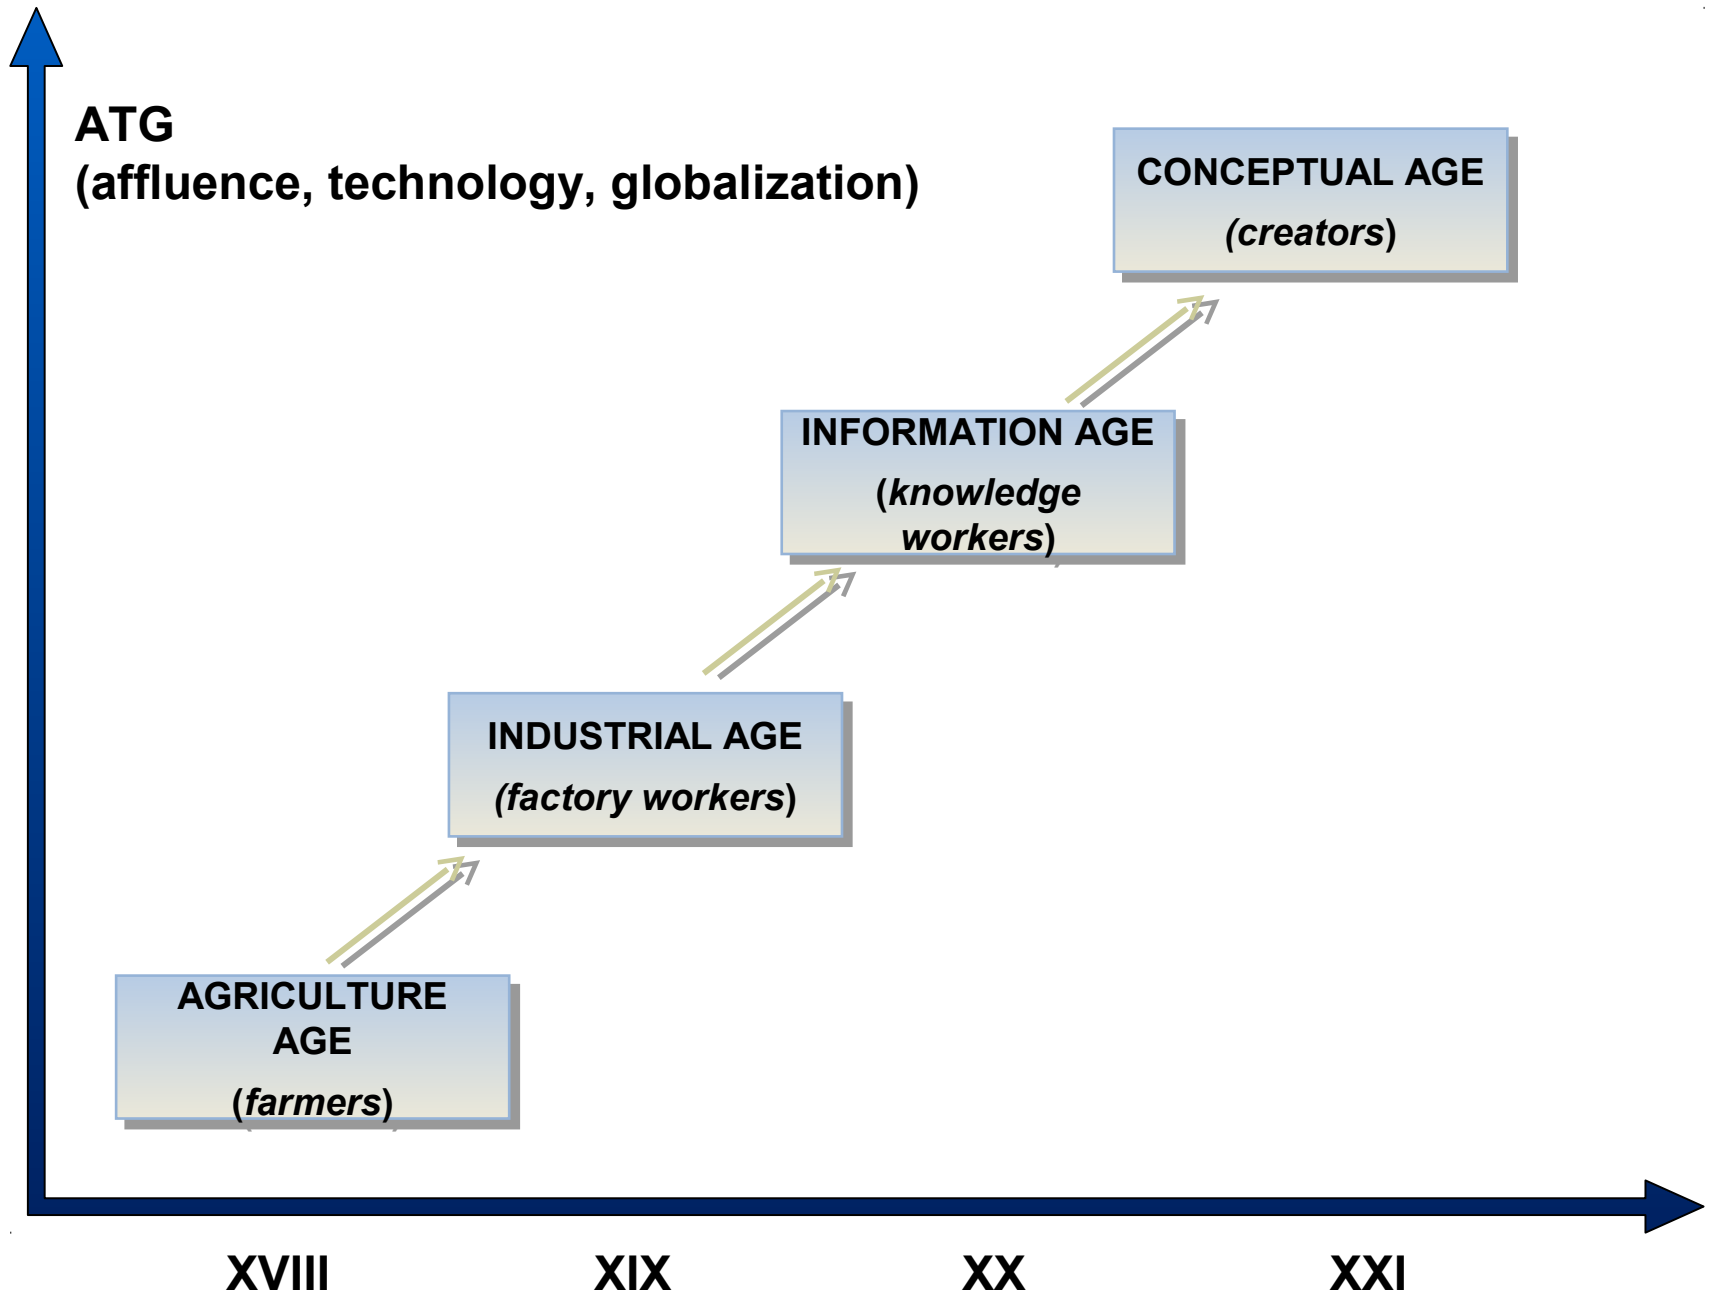 ATG
(affluence, technology, globalization)
CONCEPTUAL AGE
(creators)
INFORMATION AGE
(knowledge
workers)
INDUSTRIAL AGE
(factory workers)
AGRICULTURE
AGE
(farmers)
XVIII XIX XX XXI